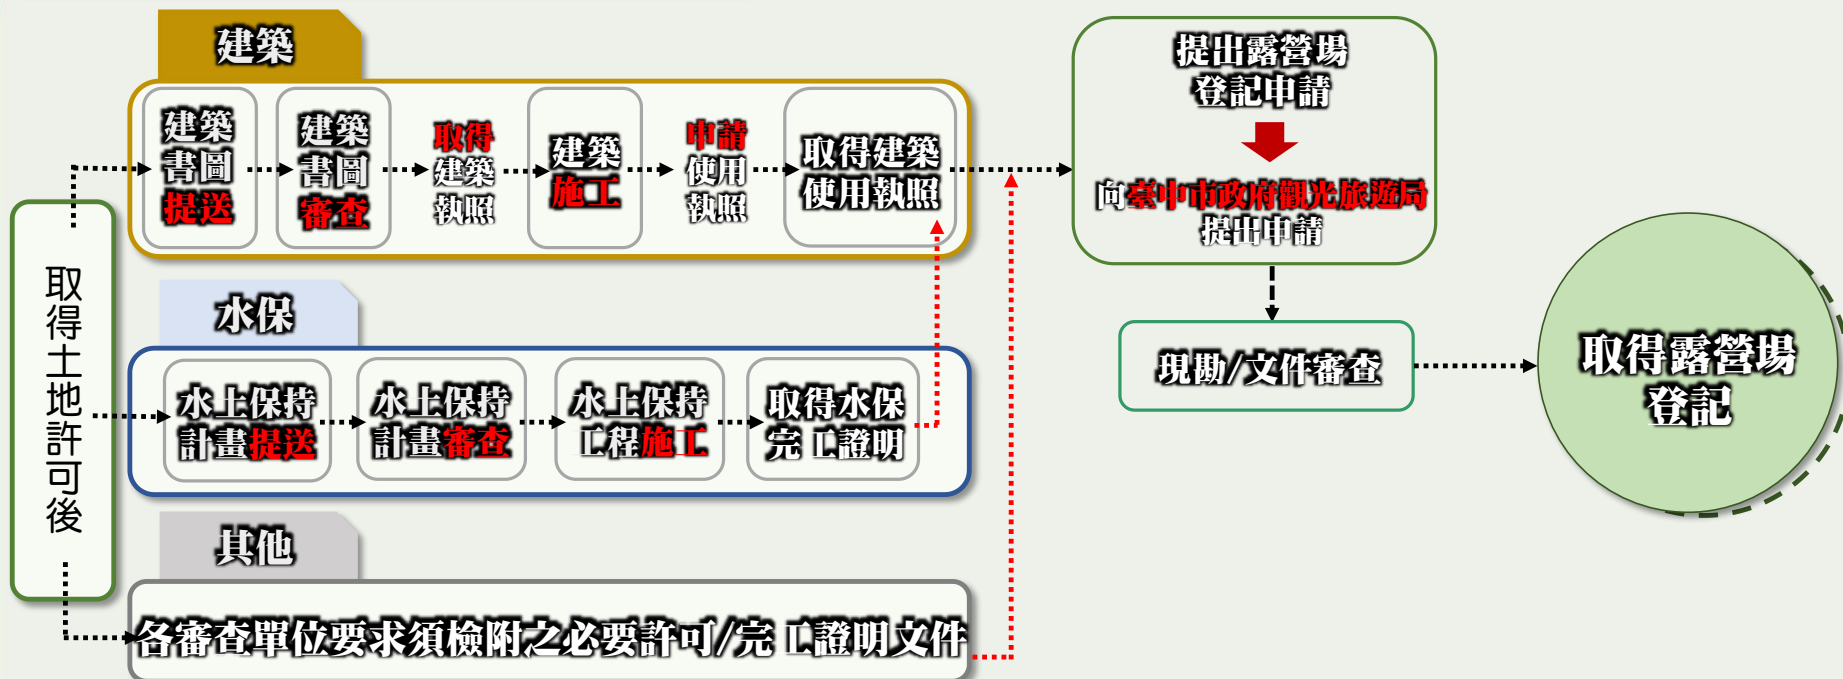 建築
建築
書圖
提送
建築
書圖
審查
取得
建築
執照
建築
施工
申請
使用
執照
取得建築
使用執照
提出露營場
登記申請
向臺中市政府觀光旅遊局
提出申請
取得土地許可後
水保
水土保持
計畫提送
水土保持
計畫審查
水土保持
工程施工
取得水保
完工證明
現勘/文件審查
取得露營場
登記
其他
各審查單位要求須檢附之必要許可/完工證明文件